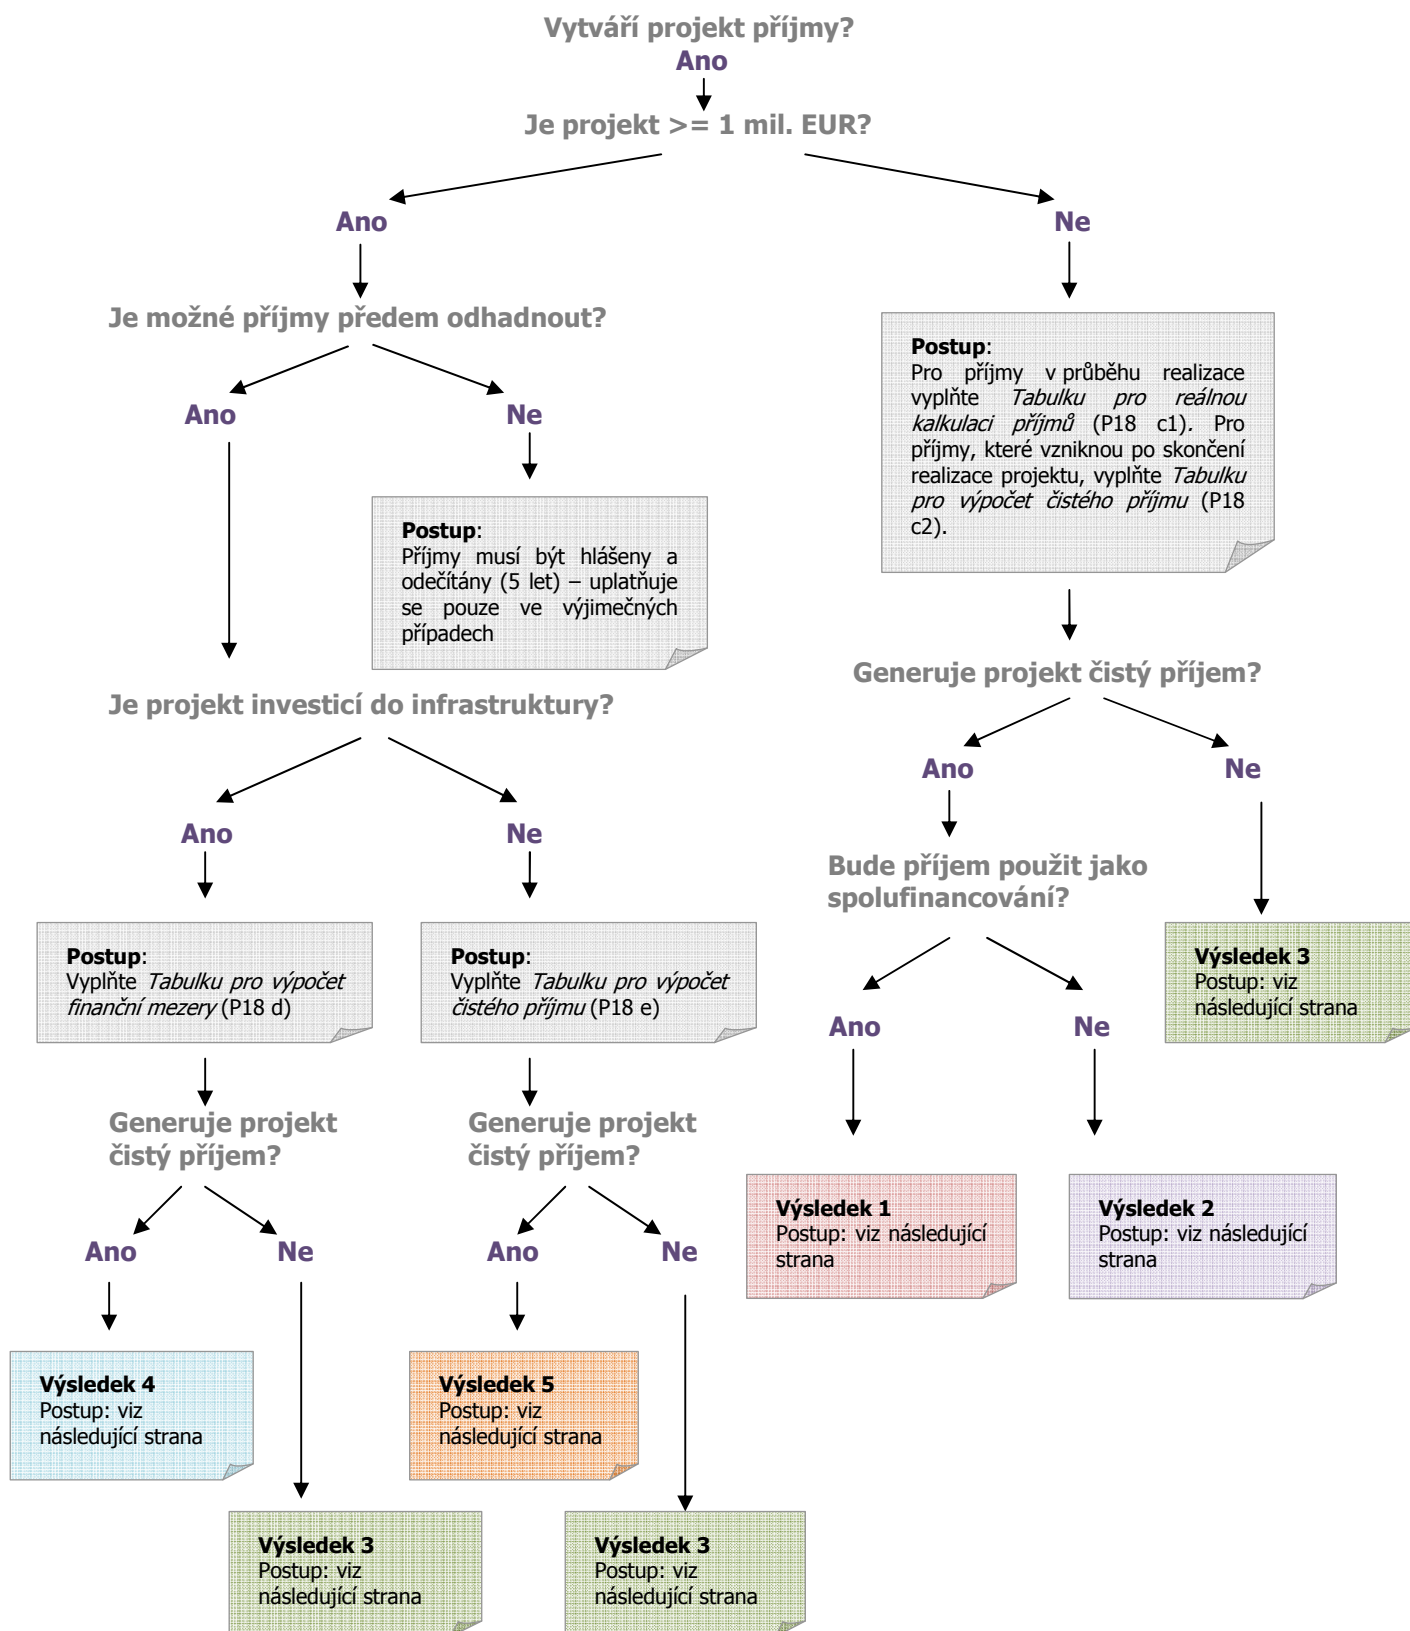 Vytváří projekt příjmy?
Ano
Je projekt >= 1 mil. EUR?
Ano
Ne
Je možné příjmy předem odhadnout?
Postup:
Pro příjmy v průběhu realizace
vyplňte Tabulku pro reálnou
kalkulaci příjmů (P18 c1). Pro
příjmy, které vzniknou po skončení
realizace projektu, vyplňte Tabulku
pro výpočet čistého příjmu (P18
c2).
Ano
Ne
Postup:
Příjmy musí být hlášeny a
odečítány (5 let) – uplatňuje
se pouze ve výjimečných
případech
Je projekt investicí do infrastruktury?
Generuje projekt čistý příjem?
Ano
Ne
Ano
Ne
Bude příjem použit jako
spolufinancování?
Postup:
Vyplňte Tabulku pro výpočet
finanční mezery (P18 d)
Postup:
Vyplňte Tabulku pro výpočet
čistého příjmu (P18 e)
Výsledek 3
Postup: viz
následující strana
Ano
Ne
Generuje projekt
čistý příjem?
Generuje projekt
čistý příjem?
Výsledek 1
Postup: viz následující
strana
Výsledek 2
Postup: viz následující
strana
Ano
Ne
Ano
Ne
Výsledek 4
Postup: viz
následující strana
Výsledek 5
Postup: viz
následující strana
Výsledek 3
Postup: viz
následující strana
Výsledek 3
Postup: viz
následující strana